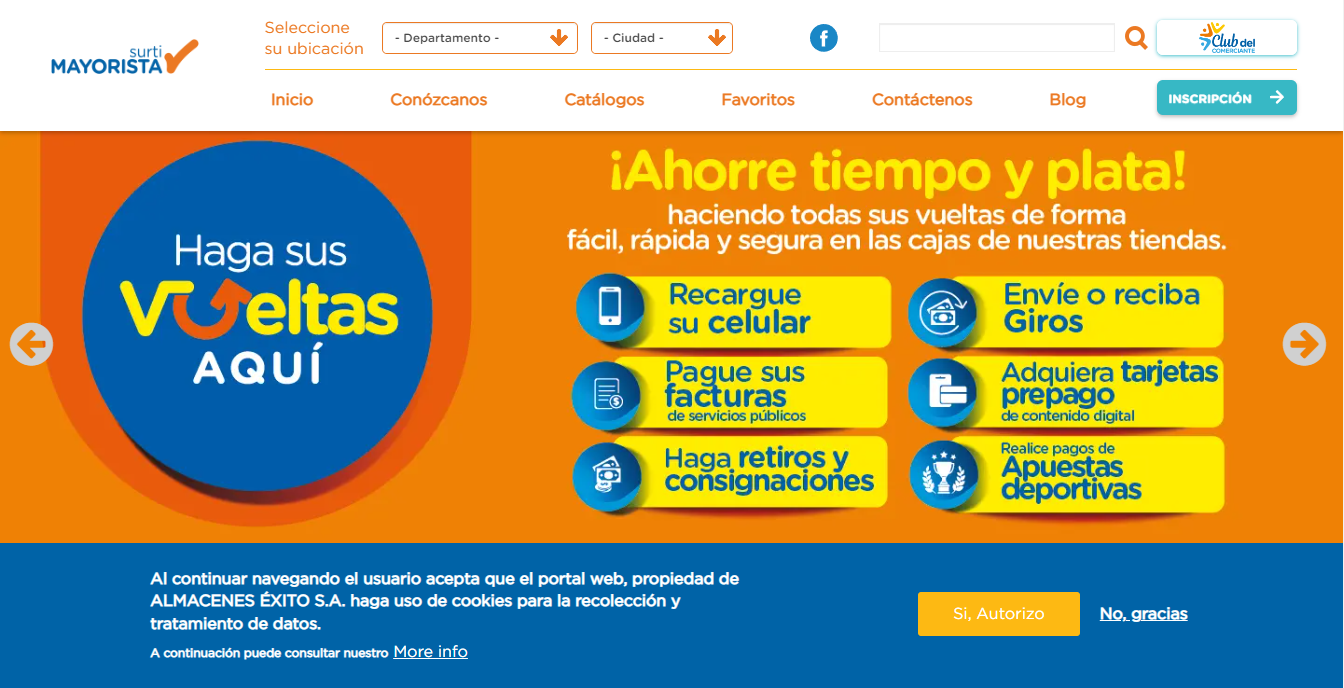 surti
MAYORISTA
Seleccione
su ubicación
- Departamento -
- Ciudad -
Club del
COMERCIANTE
Inicio
Conózcanos
Catálogos
Favoritos
Contáctenos
Blog
INSCRIPCIÓN
Haga sus
Vueltas
AQUÍ
¡Ahorre tiempo y plata!
haciendo todas sus vueltas de forma
fácil, rápida y segura en las cajas de nuestras tiendas.
Recargue
su celular
Envíe o reciba
Giros
Pague sus
facturas
de servicios públicos
Adquiera tarjetas
prepago
de contenido digital
Haga retiros y
consignaciones
Realice pagos de
Apuestas
deportivas
Al continuar navegando el usuario acepta que el portal web, propiedad de
ALMACENES ÉXITO S.A. haga uso de cookies para la recolección y
tratamiento de datos.
A continuación puede consultar nuestro More info
Si, Autorizo
No, gracias